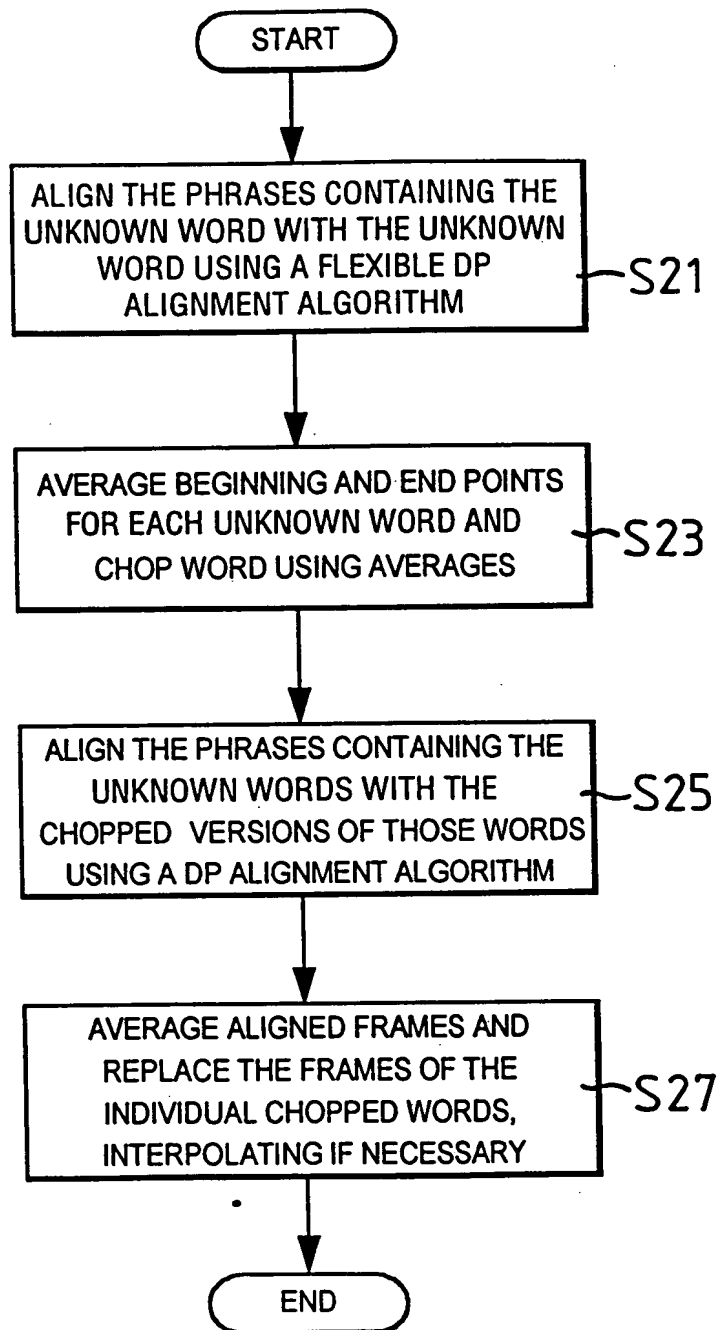 START
ALIGN THE PHRASES CONTAINING THE
UNKNOWN WORD WITH THE UNKNOWN
WORD USING A FLEXIBLE DP
ALIGNMENT ALGORITHM
S21
AVERAGE BEGINNING AND END POINTS
FOR EACH UNKNOWN WORD AND
CHOP WORD USING AVERAGES
S23
ALIGN THE PHRASES CONTAINING THE
UNKNOWN WORDS WITH THE
CHOPPED VERSIONS OF THOSE WORDS
USING A DP ALIGNMENT ALGORITHM
S25
AVERAGE ALIGNED FRAMES AND
REPLACE THE FRAMES OF THE
INDIVIDUAL CHOPPED WORDS,
INTERPOLATING IF NECESSARY
S27
END